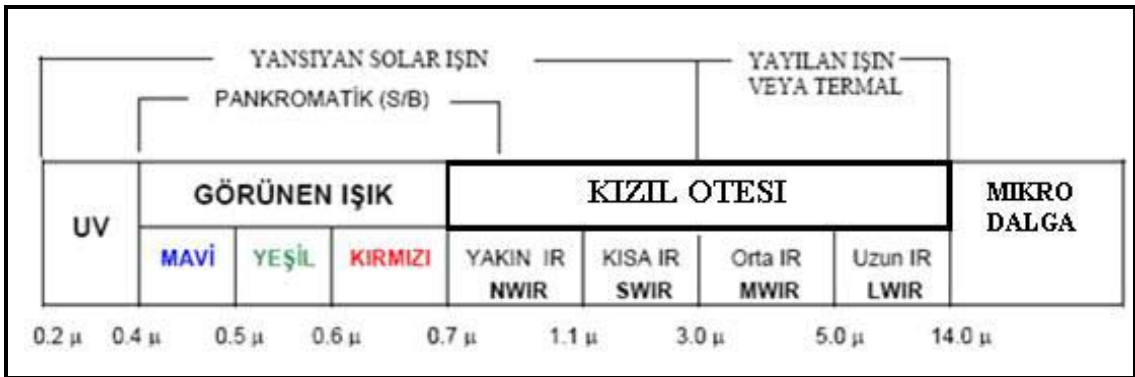 YANSIYAN SOLAR IŞIN
YAYILAN IŞIN
VEYA TERMAL
PANKROMATİK (S/B)
UV
GÖRÜNEN IŞIK
KIZIL OTESI
MIKRO
DALGA
MAVİ YEŞİL KIRMIZI YAKIN IR KISA IR Orta IR Uzun IR
NWIR SWIR MWIR LWIR
0.2 µ 0.4 µ 0.5 µ 0.6 µ 0.7 µ 1.1 µ 3.0 µ 5.0 µ 14.0 µ